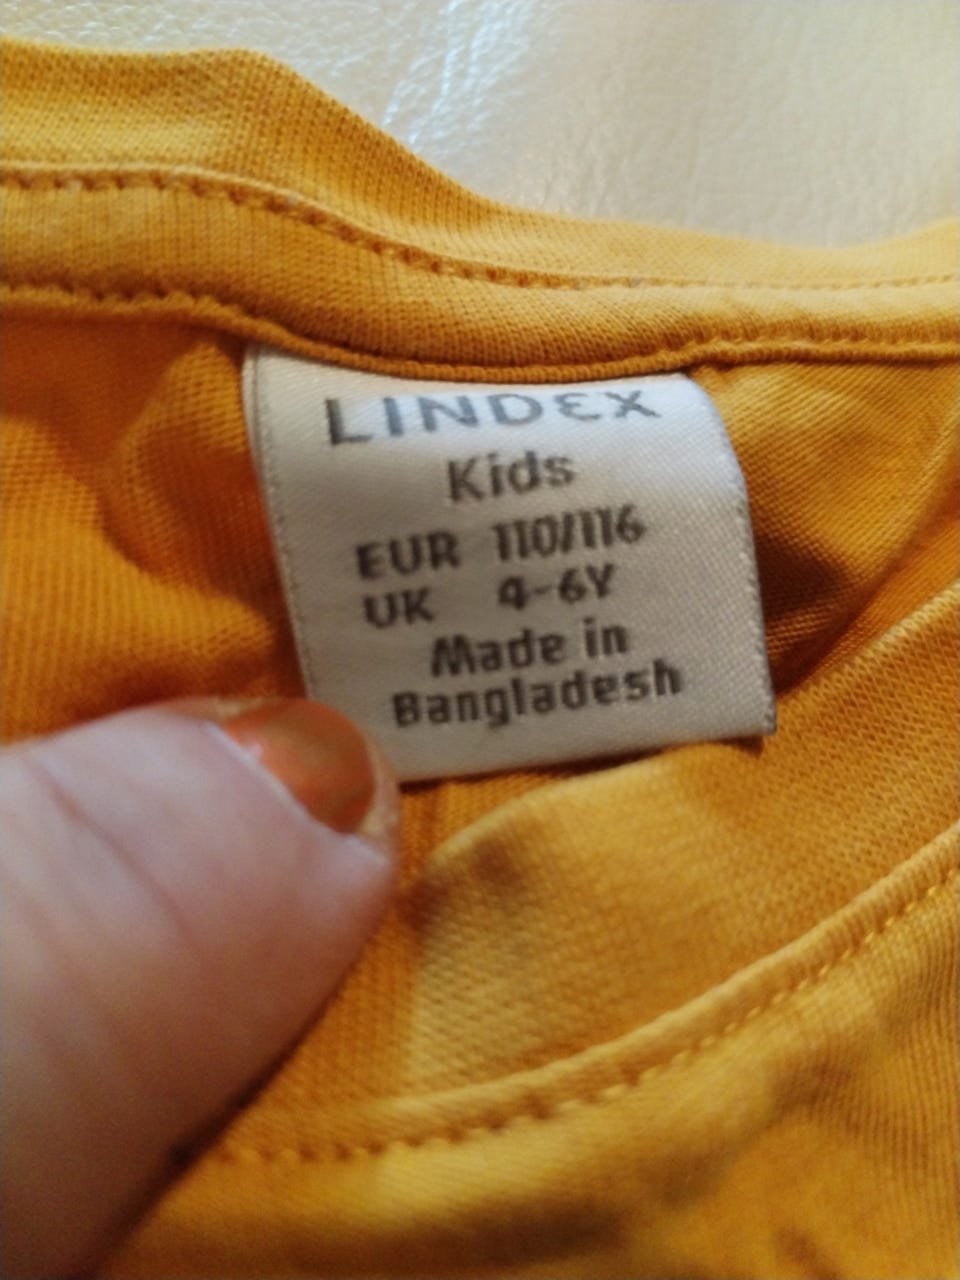 LINDEX
Kids
EUR 110/116
UK 4-6Y
Made in
Bangladesh